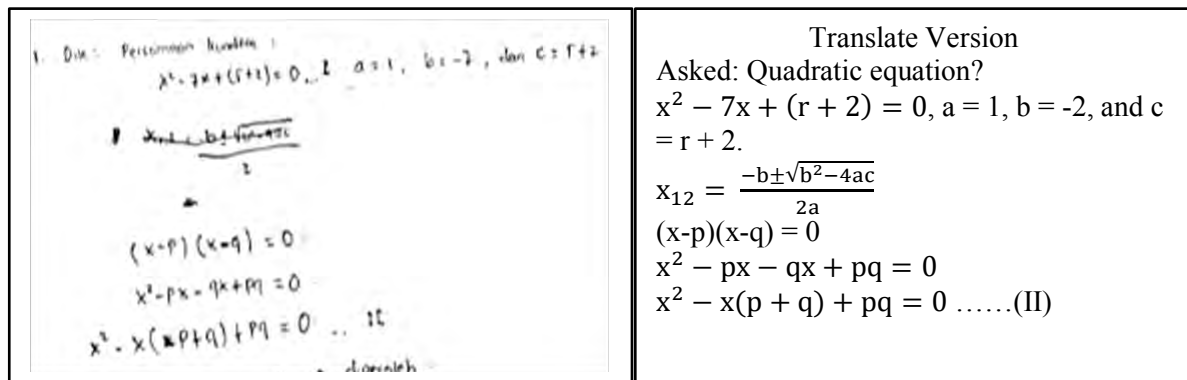 1. Dik : Persamaan kuadrat :
x² - 7x + (r+2) = 0 ... I a = 1, b = -7, dan c = r+2
2
(x-p) (x-q) = 0
x² - px - qx + pq = 0
x² - x (p+q) + pq = 0 .. II
diperoleh
Translate Version
Asked: Quadratic equation?
x² − 7x + (r + 2) = 0, a = 1, b = -2, and c
= r + 2.
x₁₂ = (−b±√(b²−4ac))/(2a)
(x-p)(x-q) = 0
x² − px − qx + pq = 0
x² − x(p + q) + pq = 0 ……(II)